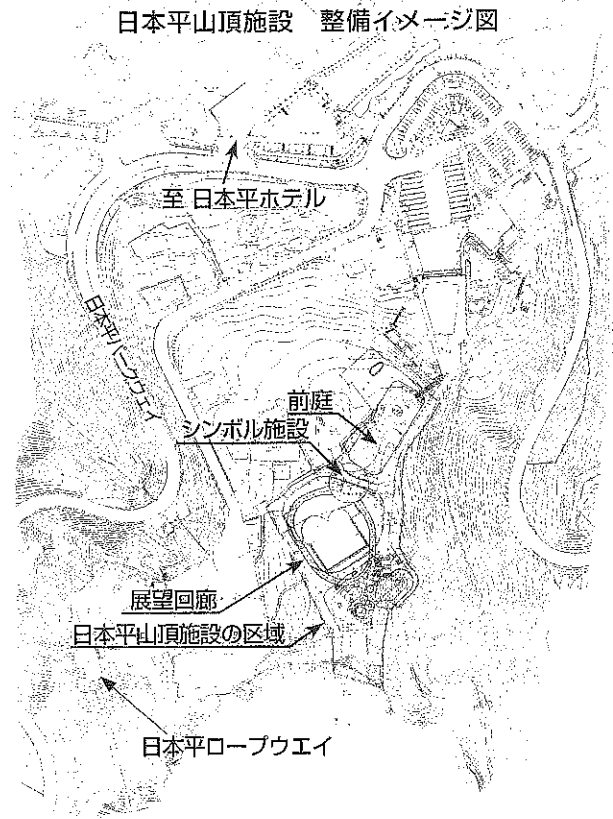 日本平山頂施設　整備イメージ図
至 日本平ホテル
日本平パークウェイ
前庭
シンボル施設
展望回廊
日本平山頂施設の区域
日本平ロープウエイ